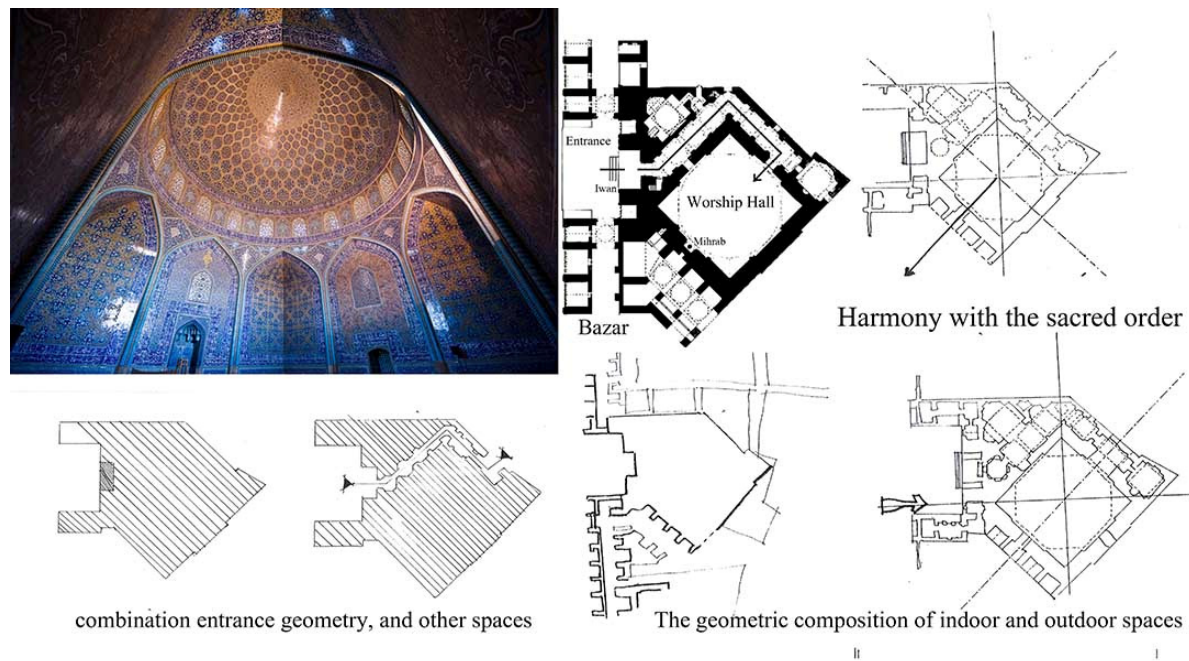 Entrance
Iwan
Worship Hall
Mihrab
Bazar
Harmony with the sacred order
combination entrance geometry, and other spaces
The geometric composition of indoor and outdoor spaces